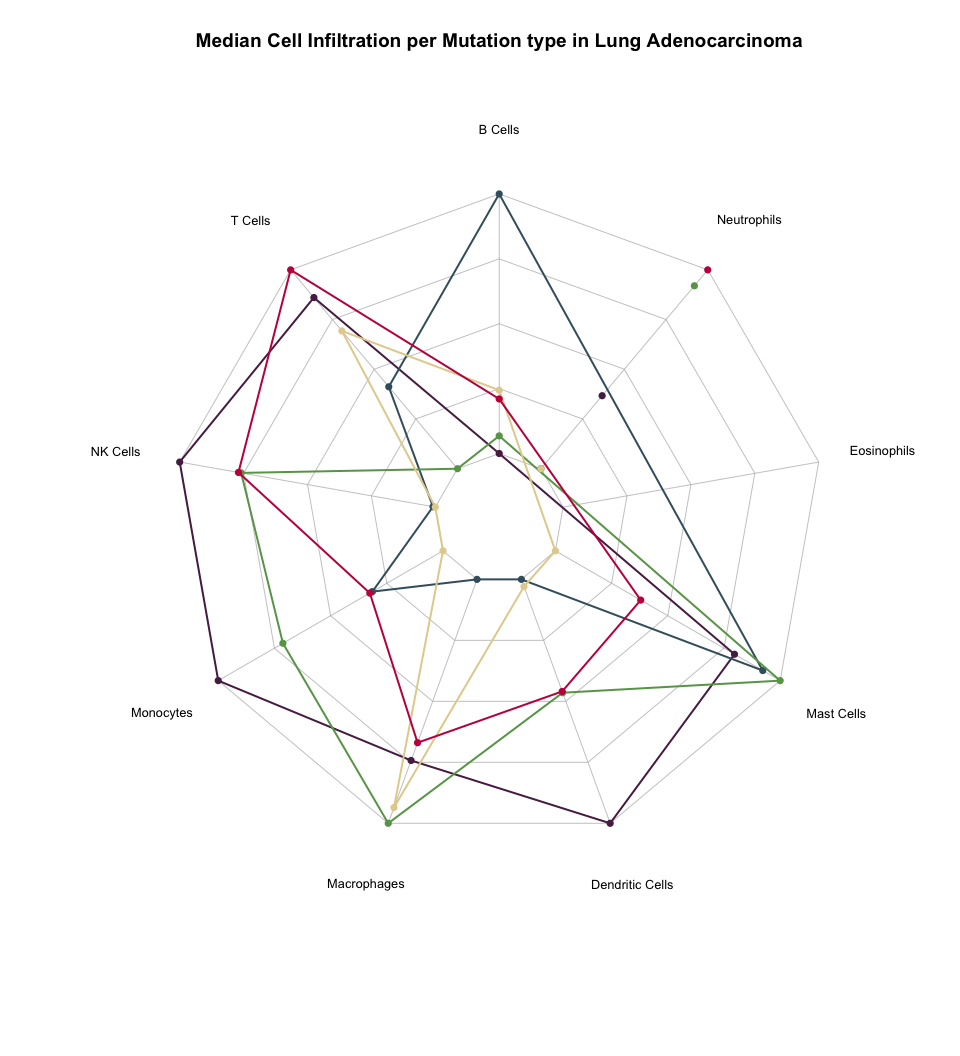 Median Cell Infiltration per Mutation type in Lung Adenocarcinoma
B Cells
T Cells
Neutrophils
NK Cells
Eosinophils
Monocytes
Mast Cells
Macrophages
Dendritic Cells